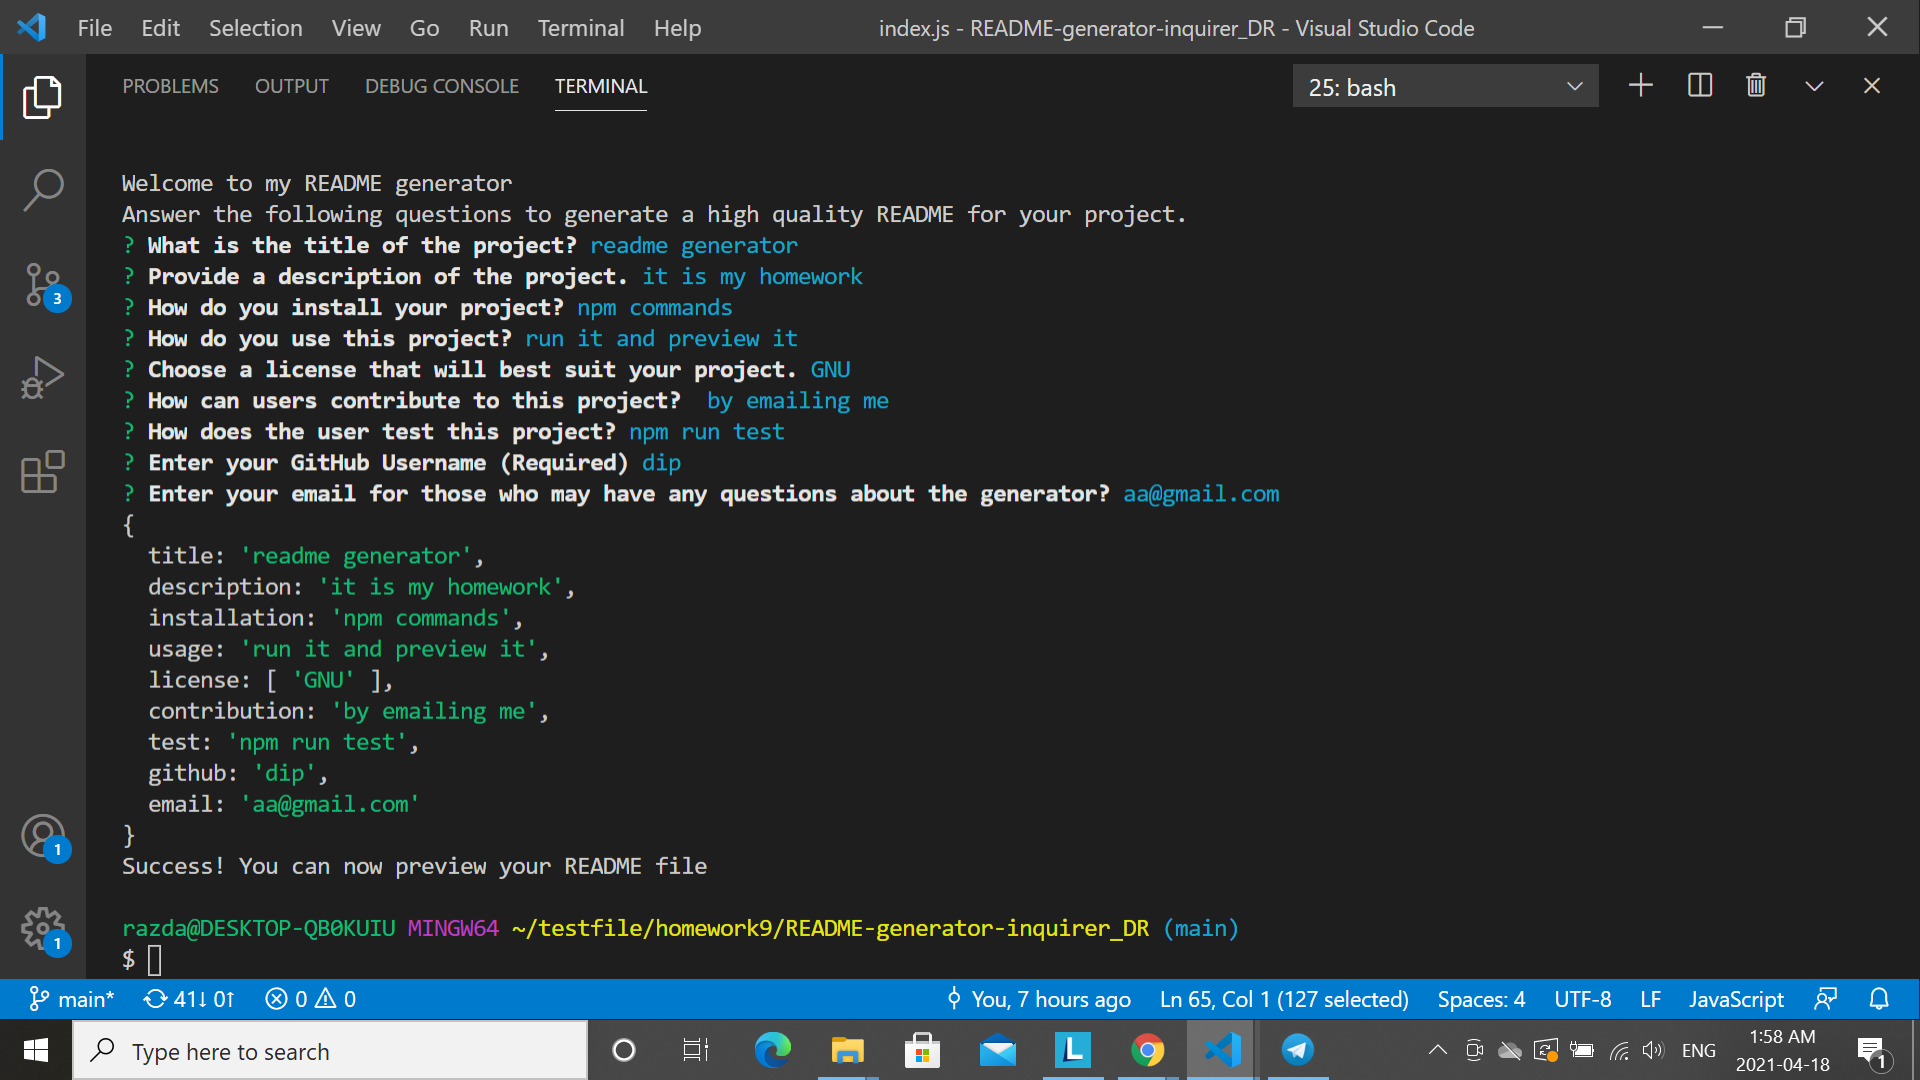 File Edit Selection View Go Run Terminal Help index.js - README-generator-inquirer_DR - Visual Studio Code
PROBLEMS OUTPUT DEBUG CONSOLE TERMINAL 25: bash
Welcome to my README generator
Answer the following questions to generate a high quality README for your project.
? What is the title of the project? readme generator
? Provide a description of the project. it is my homework
? How do you install your project? npm commands
? How do you use this project? run it and preview it
? Choose a license that will best suit your project. GNU
? How can users contribute to this project?  by emailing me
? How does the user test this project? npm run test
? Enter your GitHub Username (Required) dip
? Enter your email for those who may have any questions about the generator? aa@gmail.com
{
  title: 'readme generator',
  description: 'it is my homework',
  installation: 'npm commands',
  usage: 'run it and preview it',
  license: [ 'GNU' ],
  contribution: 'by emailing me',
  test: 'npm run test',
  github: 'dip',
  email: 'aa@gmail.com'
}
Success! You can now preview your README file
razda@DESKTOP-QB0KUIU MINGW64 ~/testfile/homework9/README-generator-inquirer_DR (main)
$
3
1
1
main* 41↓ 0↑ 0 0 You, 7 hours ago Ln 65, Col 1 (127 selected) Spaces: 4 UTF-8 LF JavaScript
Type here to search L ENG 1:58 AM
2021-04-18 1